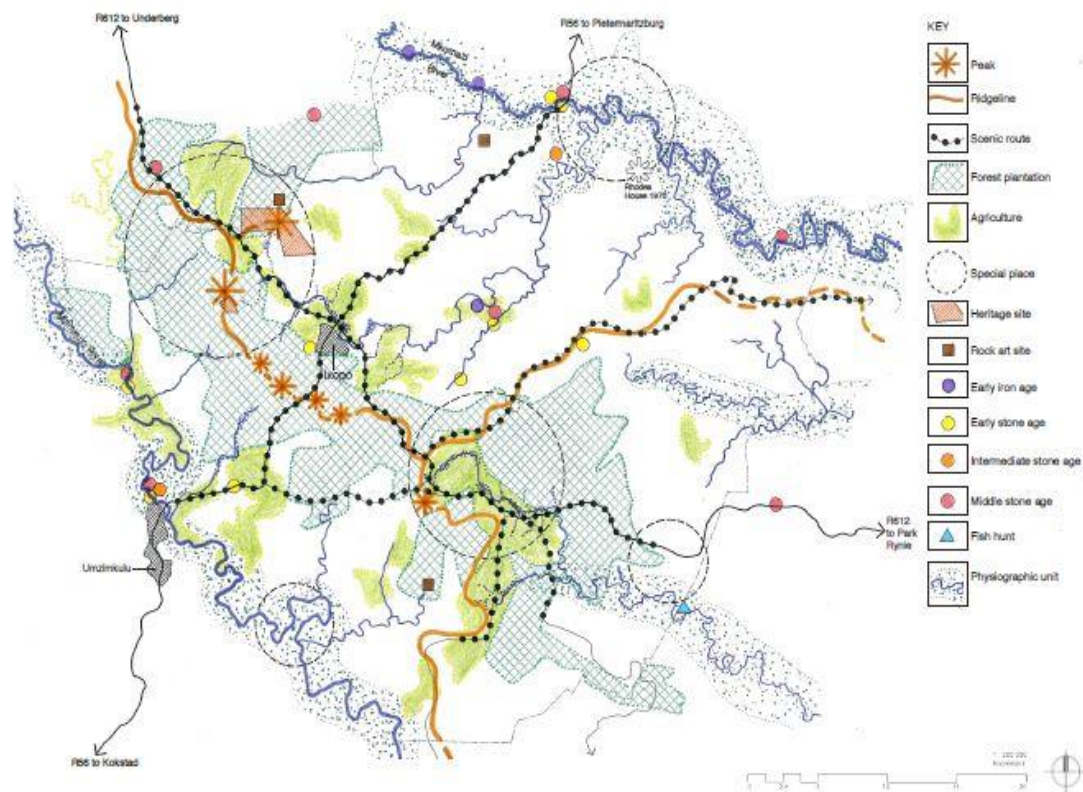 R612 to Underberg
R56 to Pietermaritzburg
KEY
Peak
Ridgeline
Scenic route
Forest plantation
Agriculture
Special place
Heritage site
Rock art site
Early iron age
Early stone age
Intermediate stone age
Middle stone age
Fish hunt
Physiographic unit
River
Rhodes
House 1976
Ixopo
Umzimkulu
R612
to Park
Rynie
R56 to Kokstad